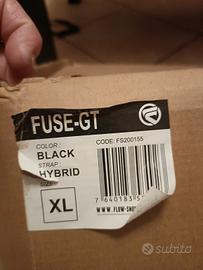 FUSE-GT
COLOR:
CODE: FS200155
BLACK
STRAP:
HYBRID
XL
subito